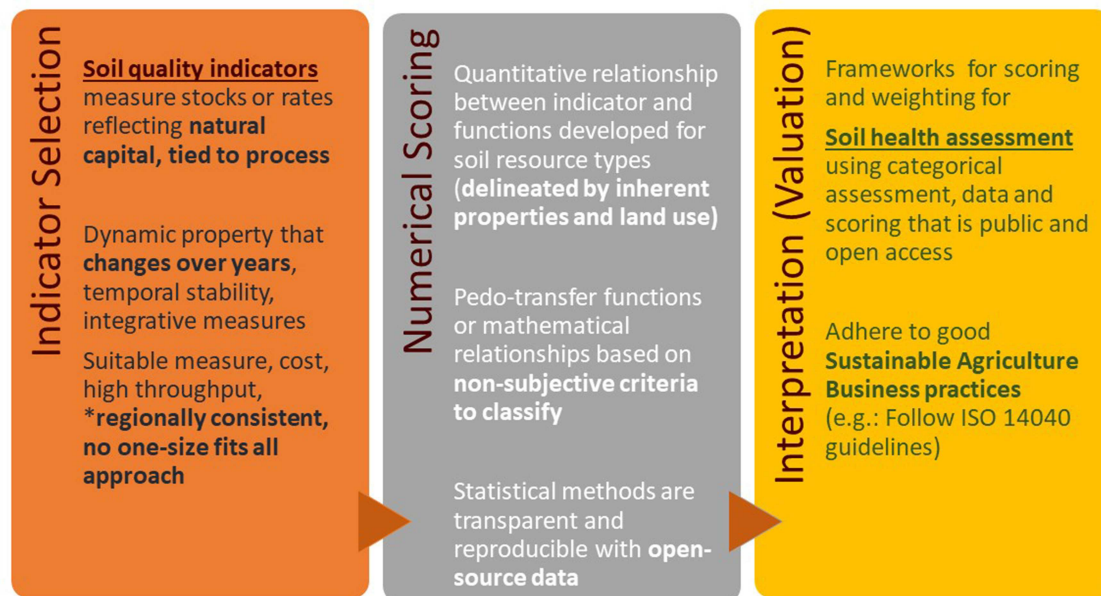 Indicator Selection
Soil quality indicators
measure stocks or rates
reflecting natural
capital, tied to process
Dynamic property that
changes over years,
temporal stability,
integrative measures
Suitable measure, cost,
high throughput,
*regionally consistent,
no one-size fits all
approach
Numerical Scoring
Quantitative relationship
between indicator and
functions developed for
soil resource types
(delineated by inherent
properties and land use)
Pedo-transfer functions
or mathematical
relationships based on
non-subjective criteria
to classify
Statistical methods are
transparent and
reproducible with open-
source data
Interpretation (Valuation)
Frameworks for scoring
and weighting for
Soil health assessment
using categorical
assessment, data and
scoring that is public and
open access
Adhere to good
Sustainable Agriculture
Business practices
(e.g.: Follow ISO 14040
guidelines)